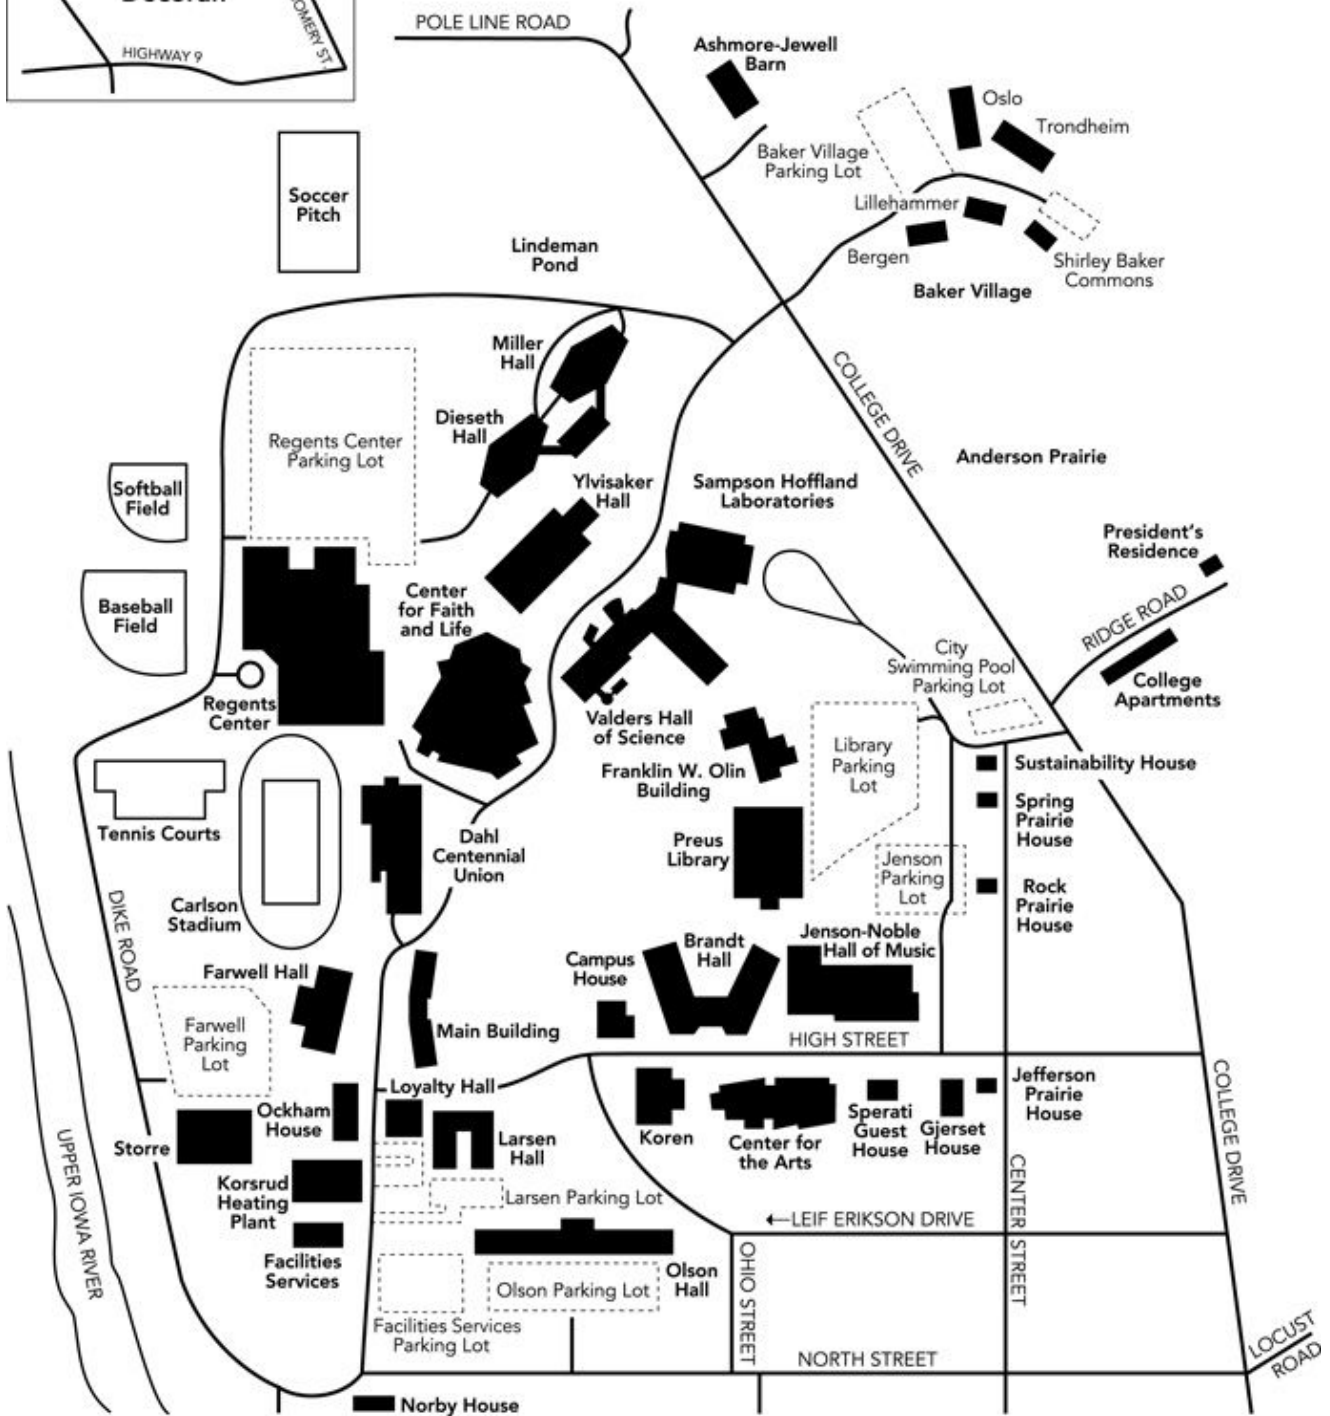 HIGHWAY 9
POLE LINE ROAD
Ashmore-Jewell
Barn
Oslo
Trondheim
Baker Village
Parking Lot
Lillehammer
Bergen
Shirley Baker
Commons
Baker Village
Soccer
Pitch
Lindeman
Pond
Miller
Hall
COLLEGE DRIVE
Dieseth
Hall
Regents Center
Parking Lot
Anderson Prairie
Softball
Field
Ylvisaker
Hall
Sampson Hoffland
Laboratories
President's
Residence
RIDGE ROAD
Baseball
Field
Center
for Faith
and Life
City
Swimming Pool
Parking Lot
College
Apartments
Regents
Center
Valders Hall
of Science
Library
Parking
Lot
Franklin W. Olin
Building
Sustainability House
Spring
Prairie
House
Tennis Courts
Dahl
Centennial
Union
Preus
Library
Jenson
Parking
Lot
Rock
Prairie
House
Carlson
Stadium
DIKE ROAD
Farwell Hall
Campus
House
Brandt
Hall
Jenson-Noble
Hall of Music
Farwell
Parking
Lot
Main Building
HIGH STREET
Loyalty Hall
Jefferson
Prairie
House
COLLEGE DRIVE
Storre
Ockham
House
Larsen
Hall
Koren
Center for
the Arts
Sperati
Guest
House
Gjerset
House
UPPER IOWA RIVER
Korsrud
Heating
Plant
Larsen Parking Lot
←LEIF ERIKSON DRIVE
CENTER STREET
Facilities
Services
Olson Parking Lot
Olson
Hall
OHIO STREET
Facilities Services
Parking Lot
NORTH STREET
LOCUST
ROAD
Norby House